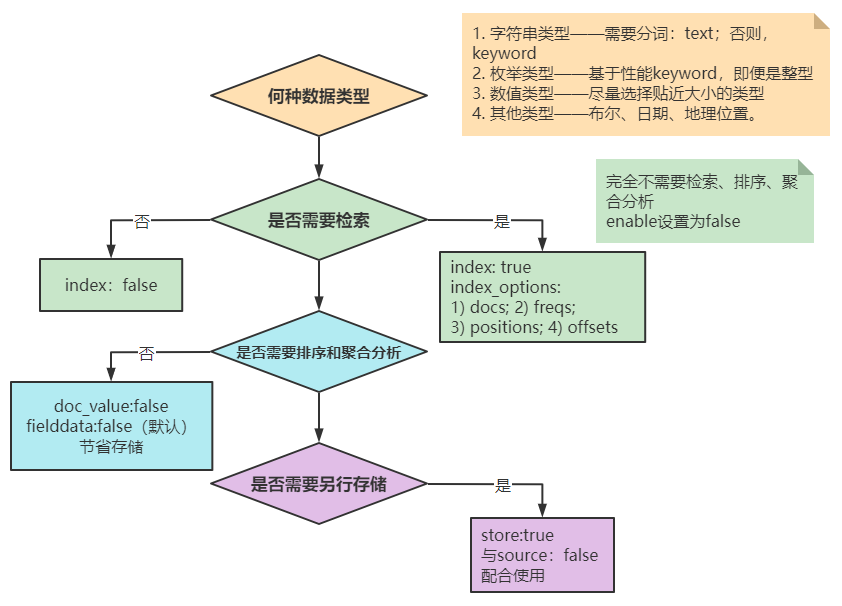 1. 字符串类型——需要分词：text；否则，
keyword
2. 枚举类型——基于性能keyword，即便是整型
3. 数值类型——尽量选择贴近大小的类型
4. 其他类型——布尔、日期、地理位置。
何种数据类型
完全不需要检索、排序、聚
合分析
enable设置为false
是否需要检索
否
是
index：false
index: true
index_options:
1) docs; 2) freqs;
3) positions; 4) offsets
是否需要排序和聚合分析
否
doc_value:false
fielddata:false（默认）
节省存储
是否需要另行存储
是
store:true
与source：false
配合使用